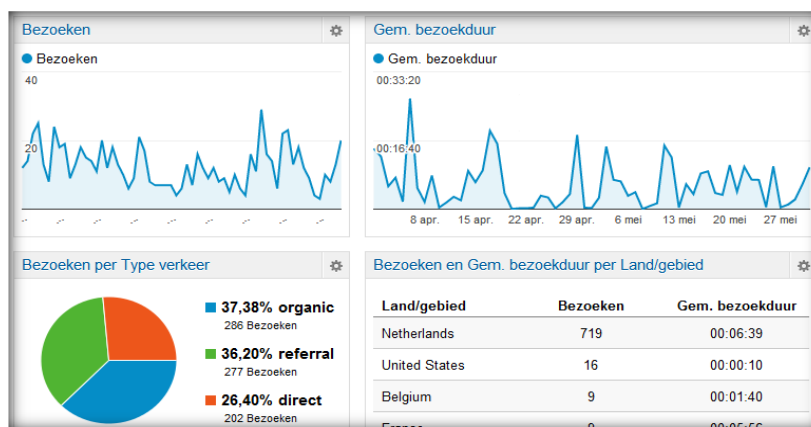 Bezoeken
Bezoeken
40
20
Gem. bezoekduur
Gem. bezoekduur
00:33:20
00:16:40
8 apr. 15 apr. 22 apr. 29 apr. 6 mei 13 mei 20 mei 27 mei
Bezoeken per Type verkeer
37,38% organic
286 Bezoeken
36,20% referral
277 Bezoeken
26,40% direct
202 Bezoeken
Bezoeken en Gem. bezoekduur per Land/gebied
Land/gebied Bezoeken Gem. bezoekduur
Netherlands 719 00:06:39
United States 16 00:00:10
Belgium 9 00:01:40